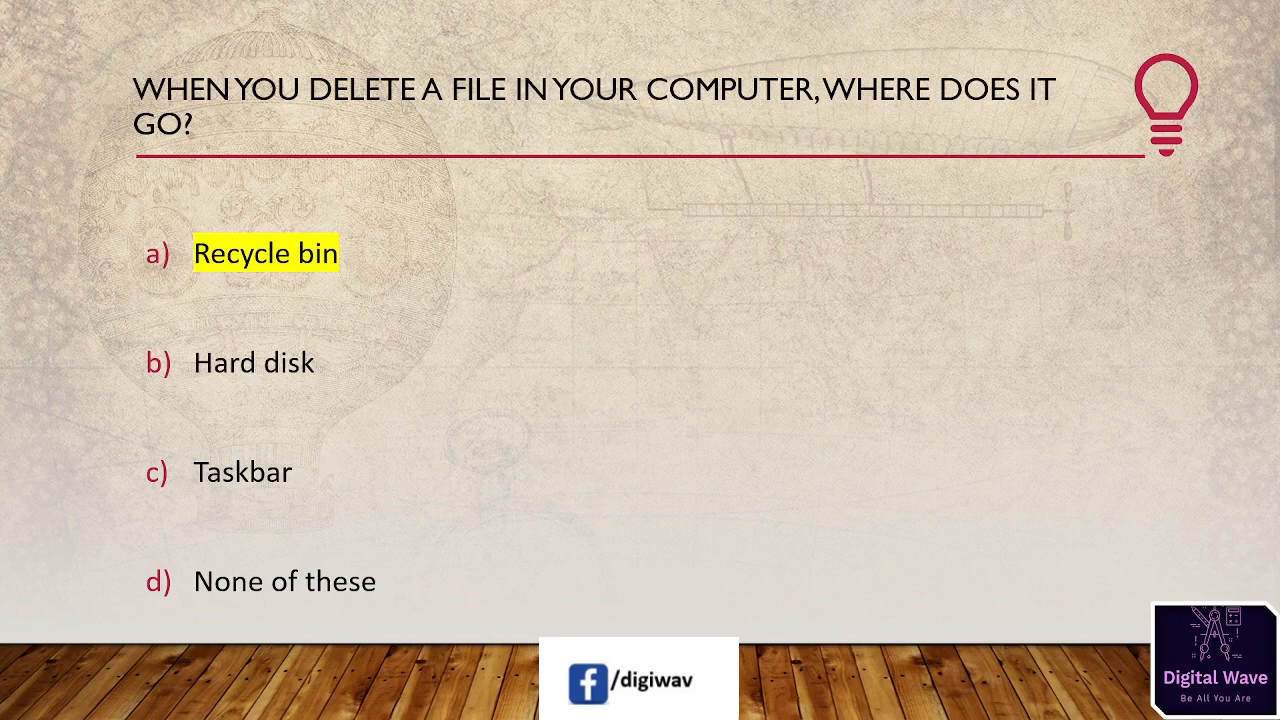 WHEN YOU DELETE A FILE IN YOUR COMPUTER, WHERE DOES IT
GO?
a) Recycle bin
b) Hard disk
c) Taskbar
d) None of these
f/digiwav
Digital Wave
Be All You Are